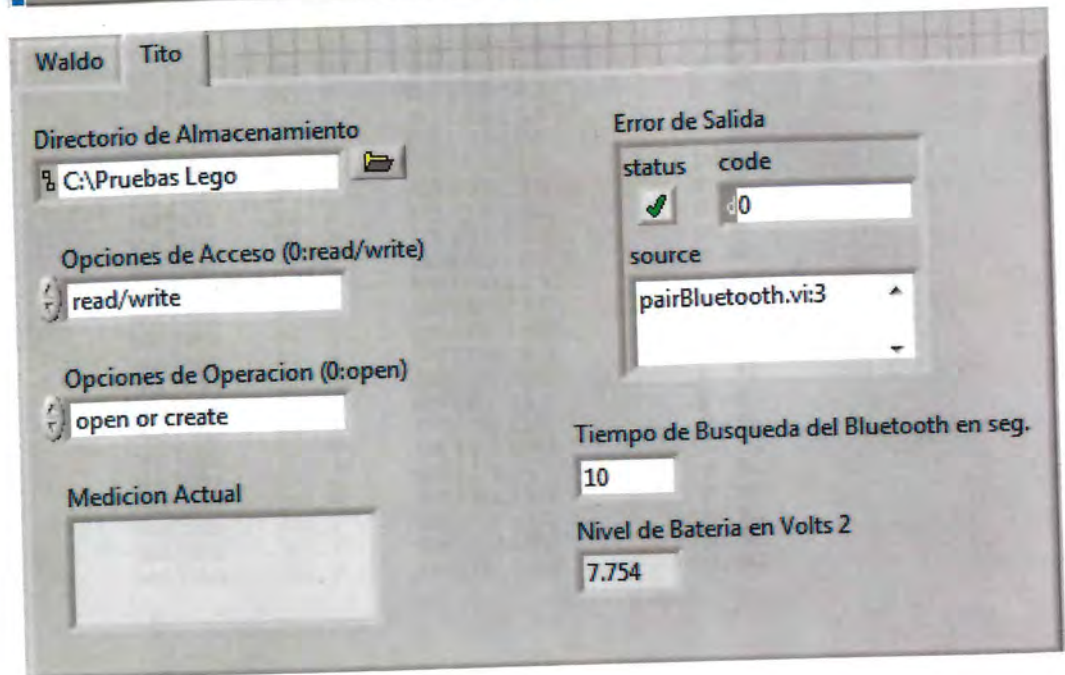 Waldo Tito
Directorio de Almacenamiento
C:\Pruebas Lego
Opciones de Acceso (0:read/write)
read/write
Opciones de Operacion (0:open)
open or create
Medicion Actual
Error de Salida
status code
d0
source
pairBluetooth.vi:3
Tiempo de Busqueda del Bluetooth en seg.
10
Nivel de Bateria en Volts 2
7.754